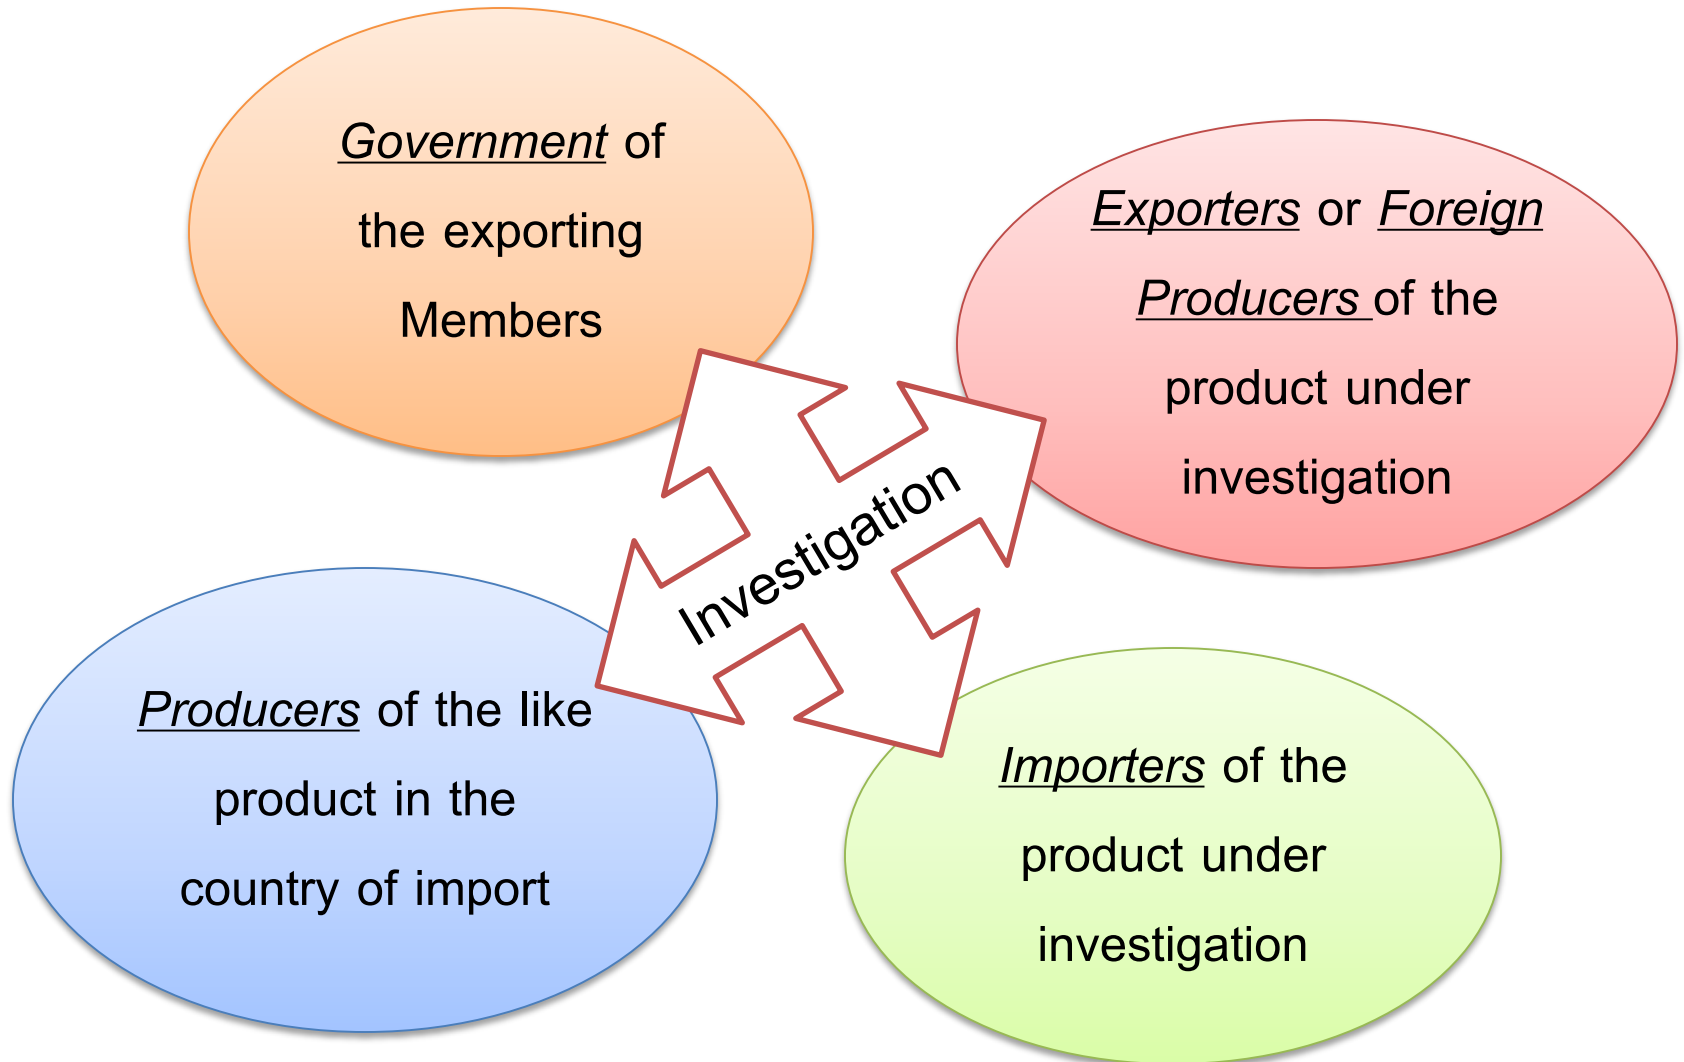 Government of
the exporting
Members
Exporters or Foreign
Producers of the
product under
investigation
Investigation
Producers of the like
product in the
country of import
Importers of the
product under
investigation